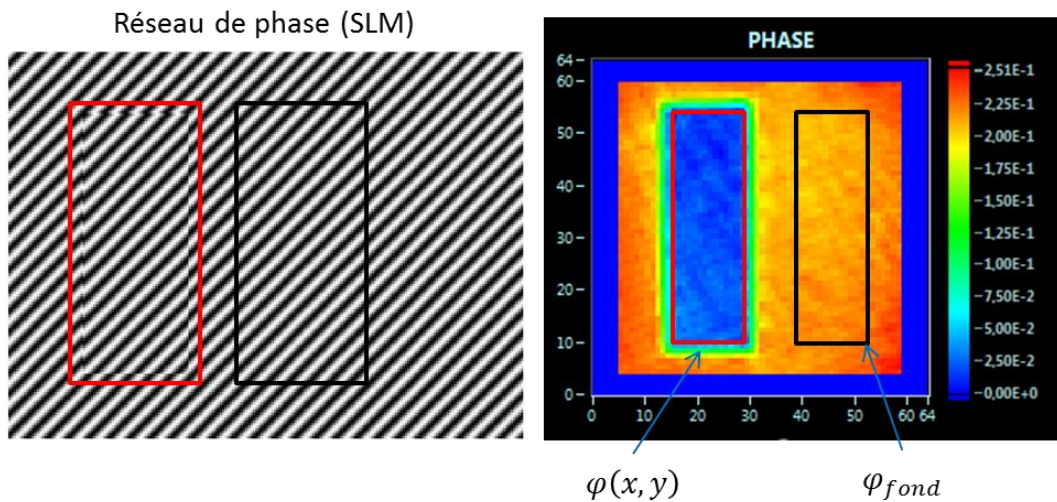 Réseau de phase (SLM)
PHASE
64
60
50
40
30
20
10
0
0 10 20 30 40 50 60 64
2,51E-1
2,25E-1
2,00E-1
1,75E-1
1,50E-1
1,25E-1
1,00E-1
7,50E-2
5,00E-2
2,50E-2
0,00E+0
φ(x, y)
φfond